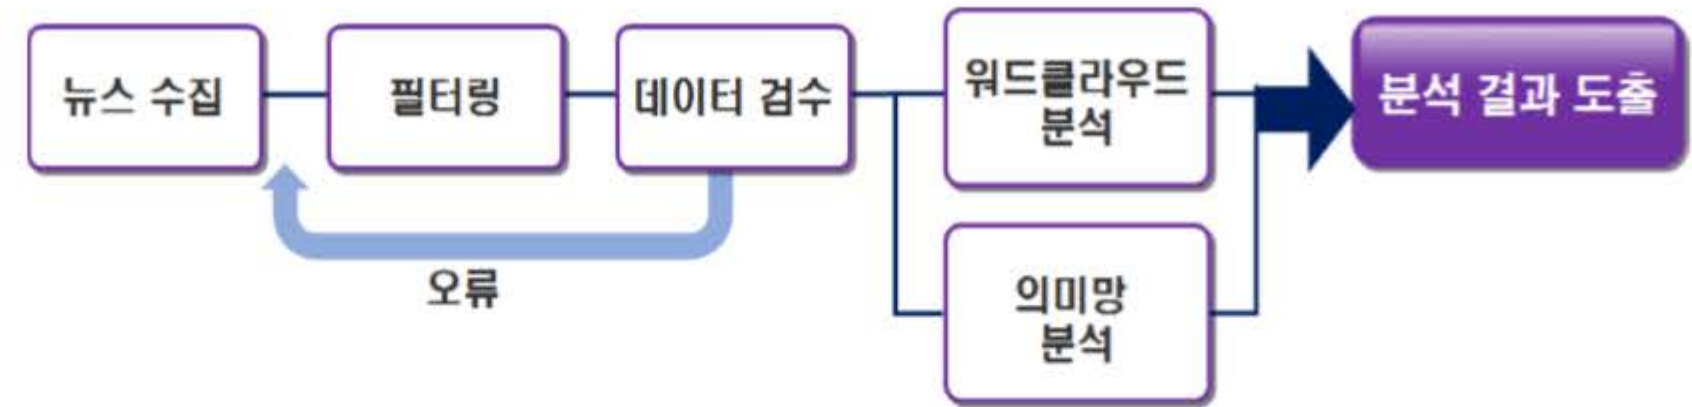 뉴스 수집
필터링
데이터 검수
워드클라우드
분석
분석 결과 도출
오류
의미망
분석